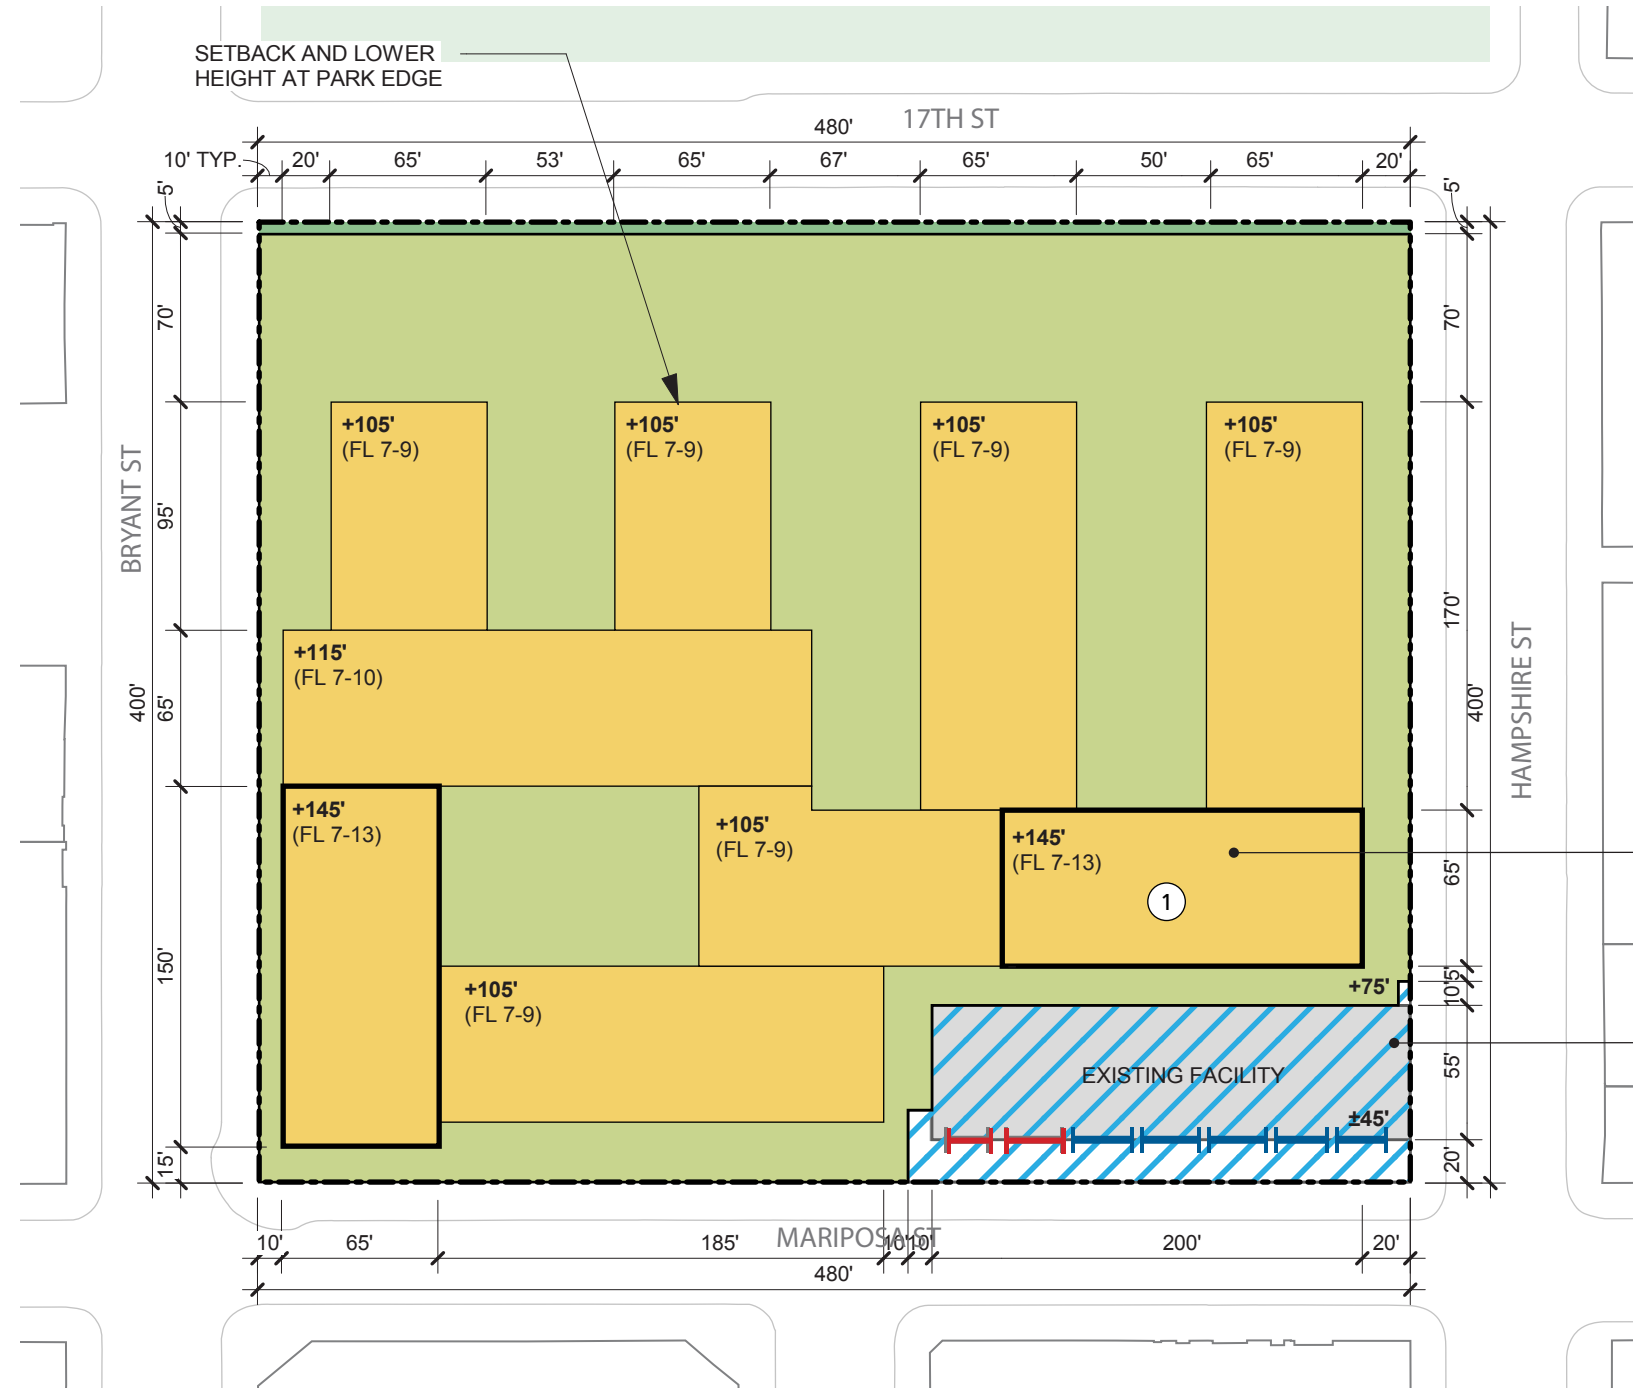 SETBACK AND LOWER
HEIGHT AT PARK EDGE
17TH ST
480'
10' TYP. 20' 65' 53' 65' 67' 65' 50' 65' 20'
5' 5'
70' 70'
+105' +105' +105' +105'
(FL 7-9) (FL 7-9) (FL 7-9) (FL 7-9)
BRYANT ST
95'
170'
HAMPSHIRE ST
+115'
(FL 7-10)
400' 65' 400'
+145'
(FL 7-13)
+105'
(FL 7-9)
+145'
(FL 7-13)
65'
1
150'
+105'
(FL 7-9)
+75'
5'
10'
EXISTING FACILITY
55'
±45'
15' 20'
MARIPOSA ST
10' 65' 185' 10' 10' 200' 20'
480'